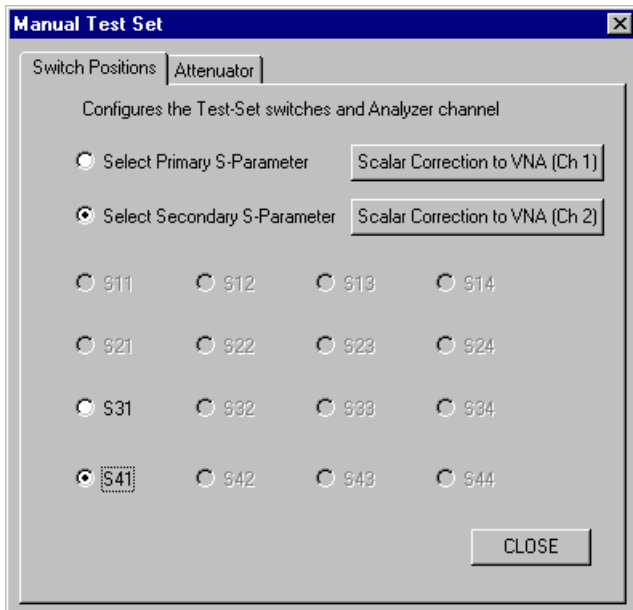 Manual Test Set
Switch Positions Attenuator
Configures the Test-Set switches and Analyzer channel
Select Primary S-Parameter Scalar Correction to VNA (Ch 1)
Select Secondary S-Parameter Scalar Correction to VNA (Ch 2)
S11 S12 S13 S14
S21 S22 S23 S24
S31 S32 S33 S34
S41 S42 S43 S44
CLOSE